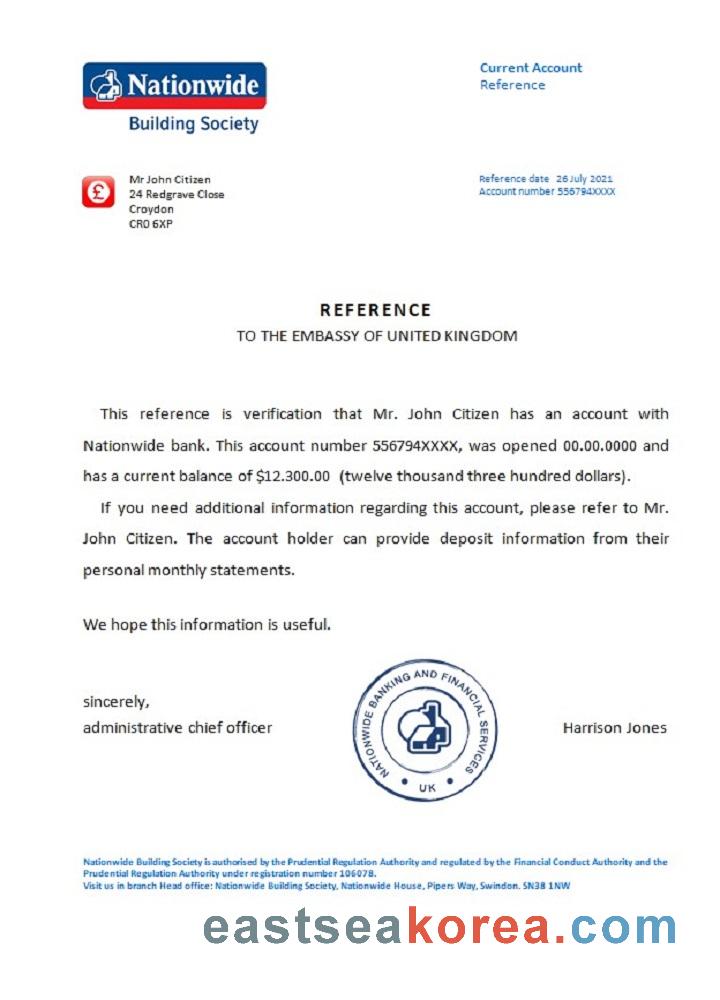 Nationwide
Building Society
Current Account
Reference
£
Mr John Citizen
24 Redgrave Close
Croydon
CR0 6XP
Reference date 26 July 2021
Account number 556794XXXX
REFERENCE
TO THE EMBASSY OF UNITED KINGDOM
This reference is verification that Mr. John Citizen has an account with
Nationwide bank. This account number 556794XXXX, was opened 00.00.0000 and
has a current balance of $12.300.00 (twelve thousand three hundred dollars).
If you need additional information regarding this account, please refer to Mr.
John Citizen. The account holder can provide deposit information from their
personal monthly statements.
We hope this information is useful.
sincerely,
administrative chief officer
NATIONWIDE BANKING AND FINANCIAL SERVICES
• UK •
Harrison Jones
Nationwide Building Society is authorised by the Prudential Regulation Authority and regulated by the Financial Conduct Authority and the
Prudential Regulation Authority under registration number 106078.
Visit us in branch Head office: Nationwide Building Society, Nationwide House, Pipers Way, Swindon. SN38 1NW
eastseakorea.com